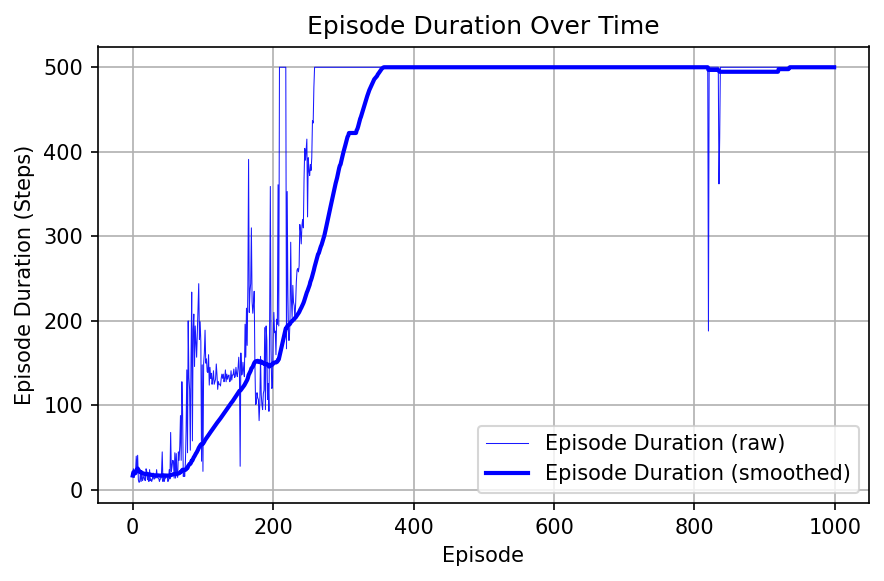 Episode Duration Over Time
Episode Duration (Steps)
500
400
300
200
100
0
Episode Duration (raw)
Episode Duration (smoothed)
0 200 400 600 800 1000
Episode